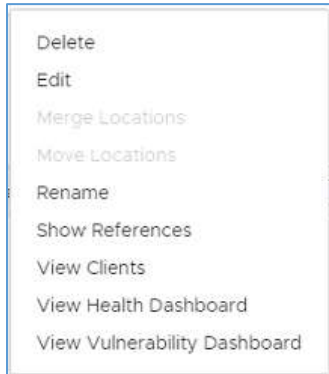 Delete
Edit
Merge Locations
Move Locations
Rename
Show References
View Clients
View Health Dashboard
View Vulnerability Dashboard